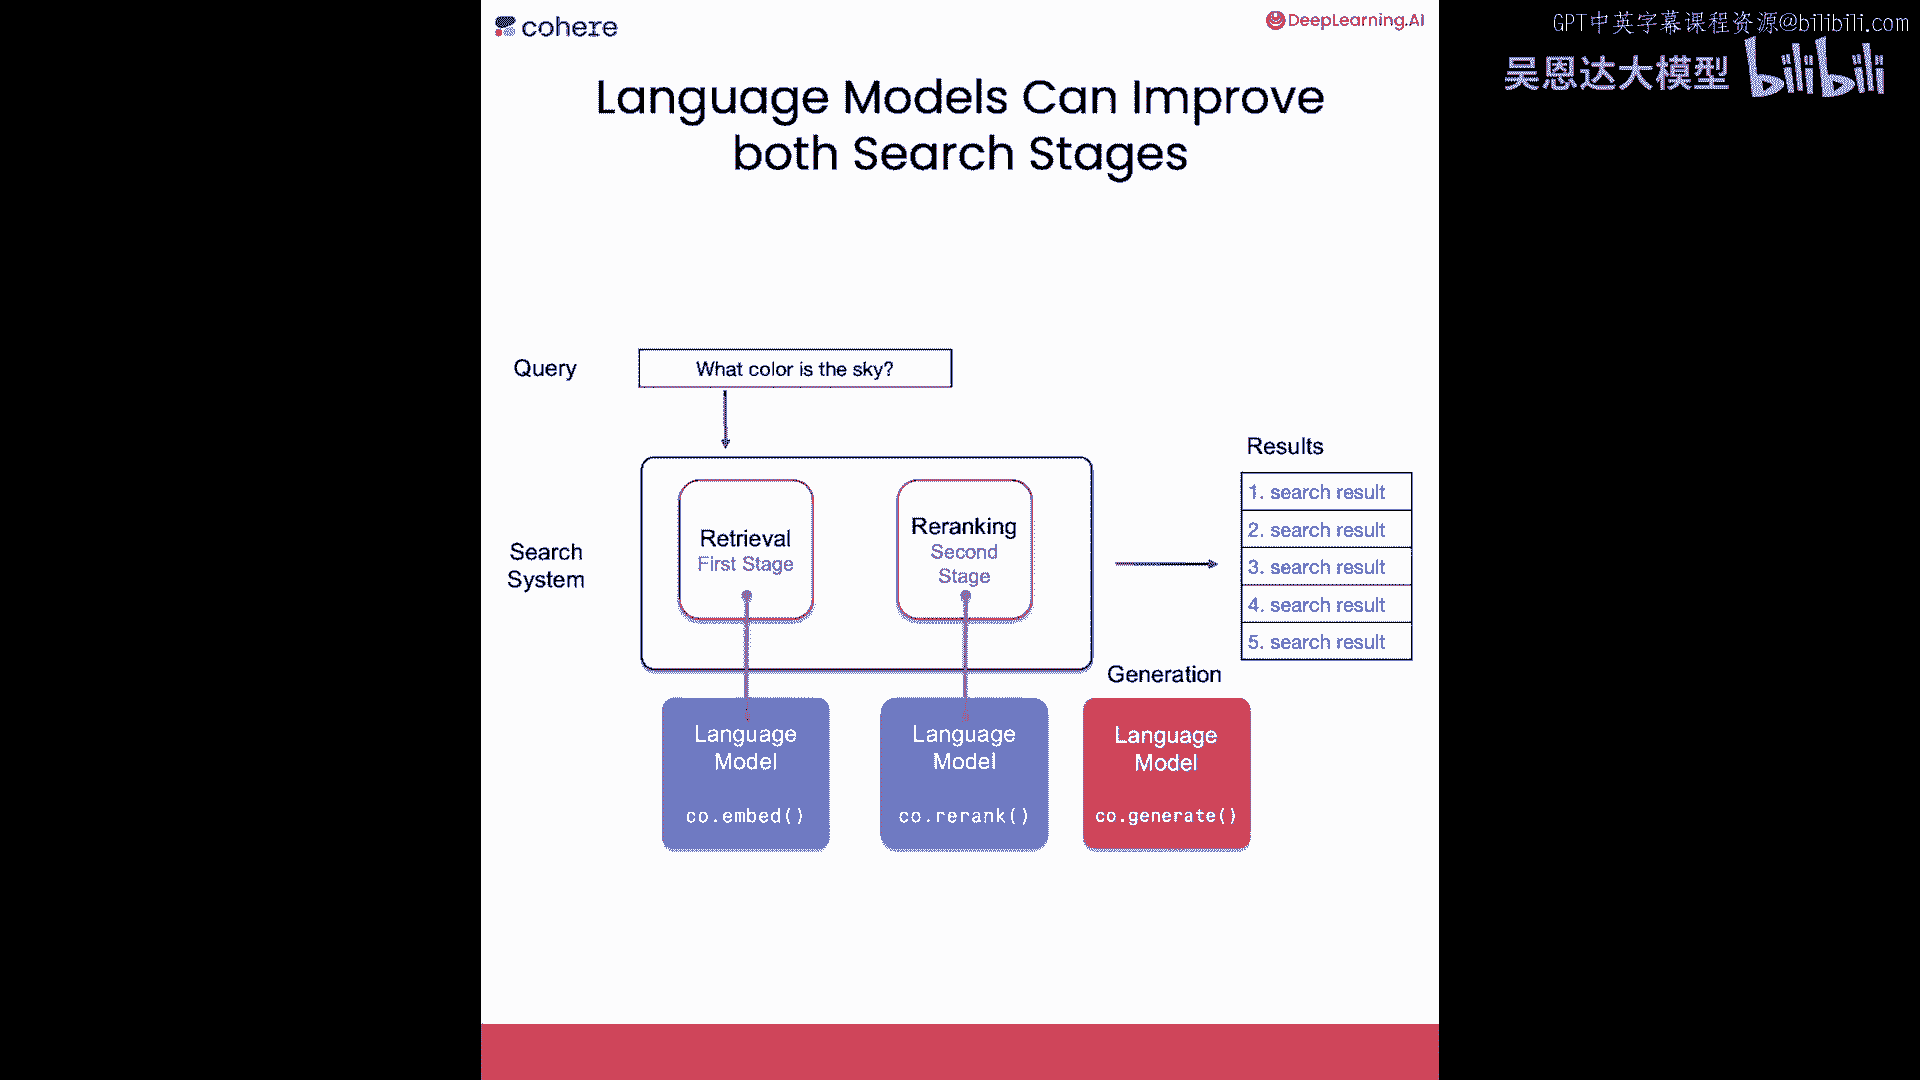 cohere
DeepLearning.AI
GPT中英字幕课程资源@bilibili.com
吴恩达大模型 bilibili
Language Models Can Improve
both Search Stages
Query
What color is the sky?
Search
System
Retrieval
First Stage
Reranking
Second
Stage
Results
1. search result
2. search result
3. search result
4. search result
5. search result
Generation
Language
Model
co.embed()
Language
Model
co.rerank()
Language
Model
co.generate()